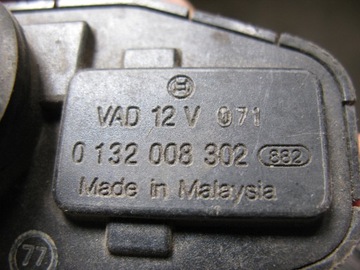 VAD 12 V 071
0 132 008 302 882
Made in Malaysia
77